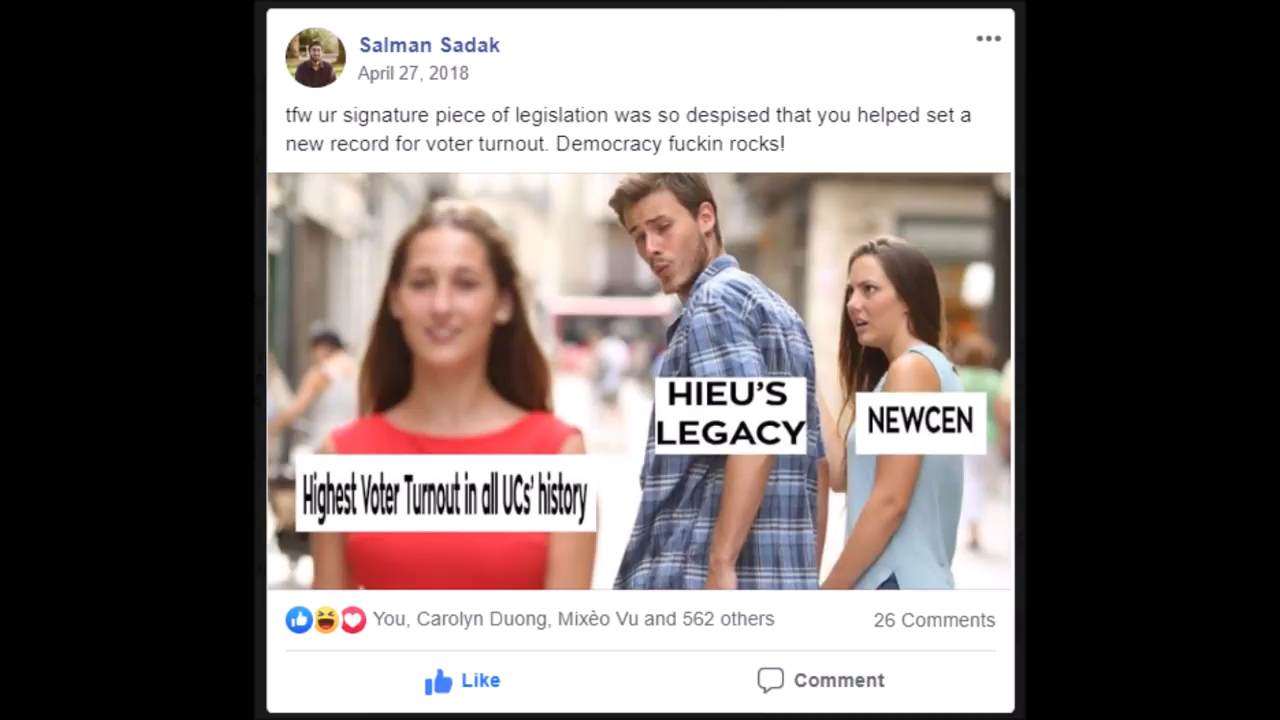 Salman Sadak
April 27, 2018
tfw ur signature piece of legislation was so despised that you helped set a
new record for voter turnout. Democracy fuckin rocks!
HIEU'S
LEGACY
NEWCEN
Highest Voter Turnout in all UCs' history
You, Carolyn Duong, Mixèo Vu and 562 others
26 Comments
Like
Comment